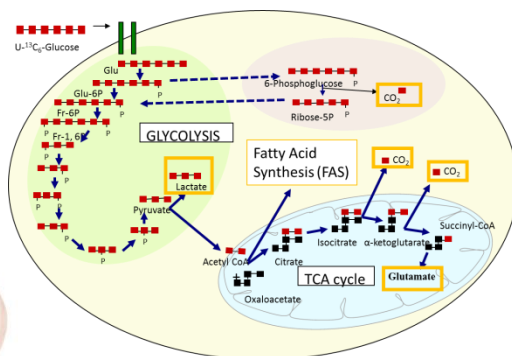 U-¹³C₆-Glucose
Glu
P
Glu-6P
P
Fr-6P
P
Fr-1, 6P
P
P
P
P
P
P
P
P
GLYCOLYSIS
P
6-Phosphoglucose
CO₂
P
Ribose-5P
Lactate
Pyruvate
Fatty Acid
Synthesis (FAS)
CO₂
CO₂
Acetyl CoA
+
Oxaloacetate
Citrate
Isocitrate
α-ketoglutarate
Succinyl-CoA
Glutamate
TCA cycle